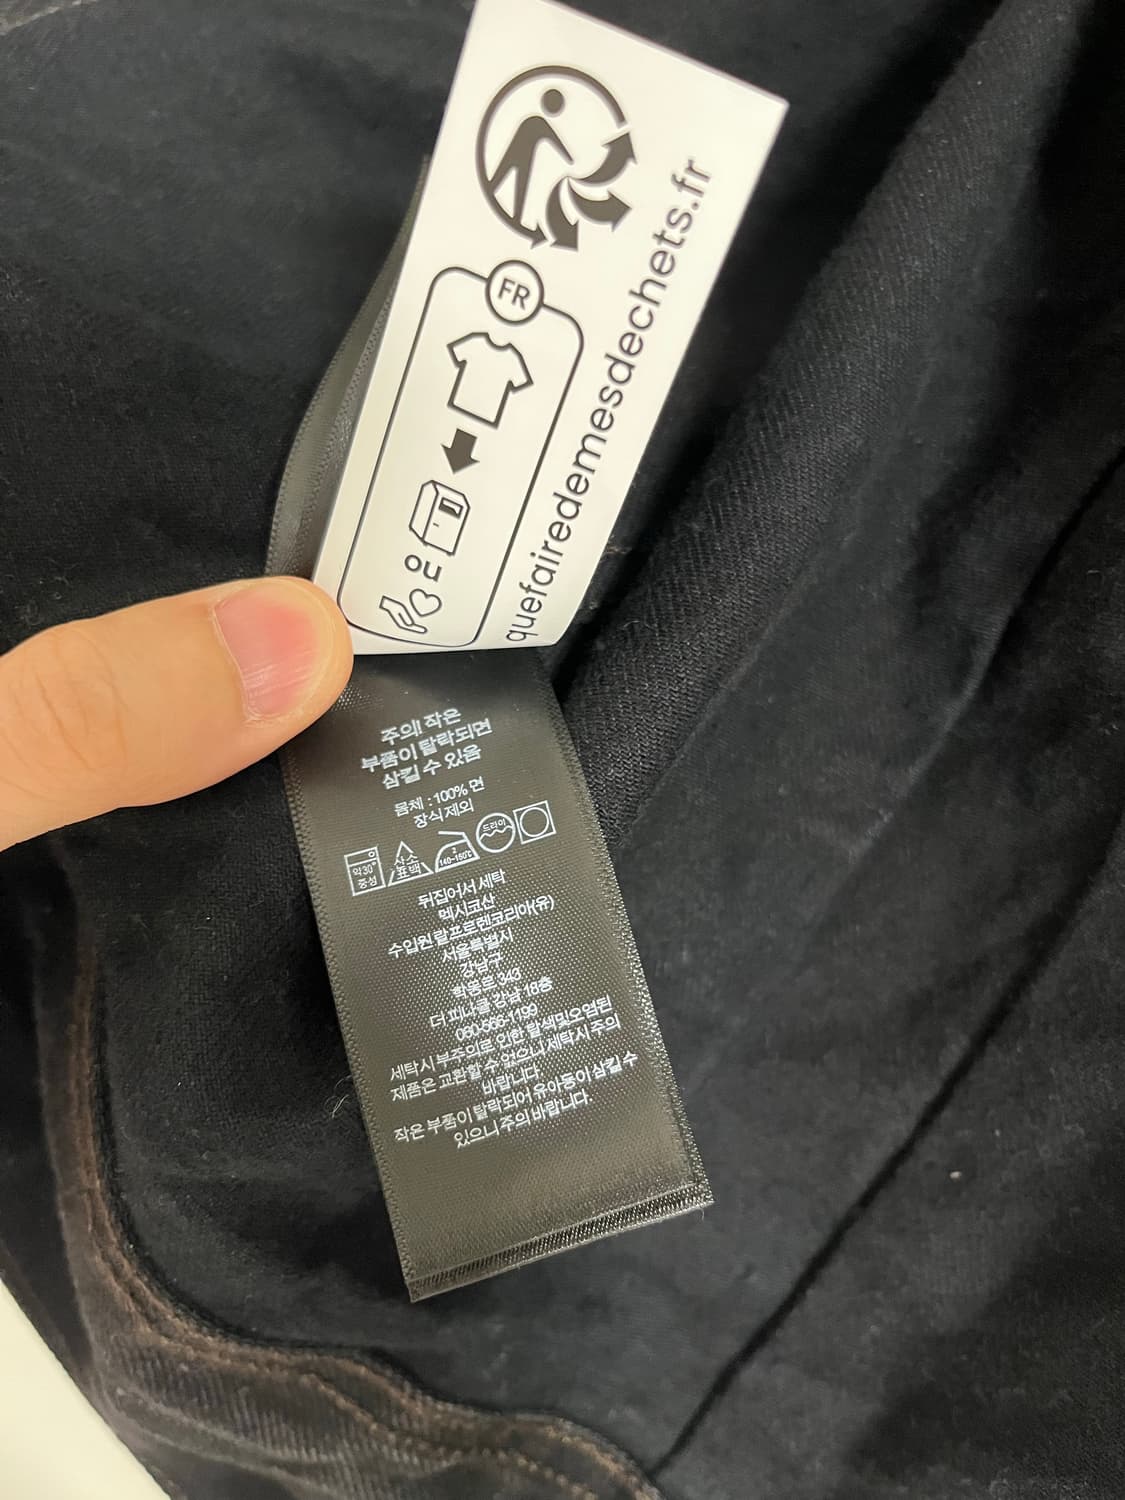 FR
quefairedemesdechets.fr
주의! 작은
부품이 탈락되면
삼킬 수 있음
몸체 : 100% 면
장식 제외
약30°
중성
산소
표백
2
140~160℃
드라이
뒤집어서 세탁
멕시코산
수입원 랄프로렌코리아(유)
서울특별시
강남구
학동로 343
더 피나클 강남 16층
080-566-1199
세탁시 부주의로 인한 탈색및오염된
제품은 교환할 수 없으니 세탁시 주의
바랍니다.
작은 부품이 탈락되어 유아동이 삼킬 수
있으니 주의 바랍니다.